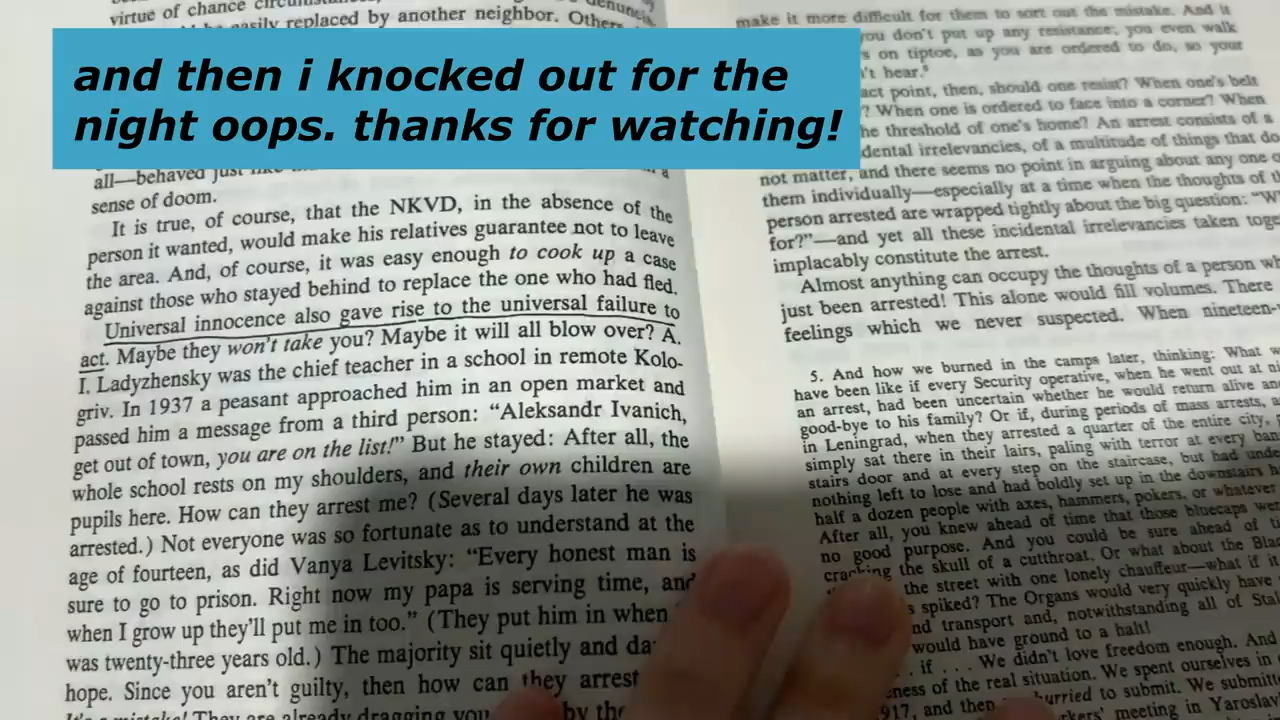 and then i knocked out for the
night oops. thanks for watching!
virtue of chance
easily replaced by another neighbor. Others
all—behaved just
sense of doom.
It is true, of course, that the NKVD, in the absence of the
person it wanted, would make his relatives guarantee not to leave
the area. And, of course, it was easy enough to cook up a case
against those who stayed behind to replace the one who had fled.
Universal innocence also gave rise to the universal failure to
act. Maybe they won't take you? Maybe it will all blow over? A.
I. Ladyzhensky was the chief teacher in a school in remote Kolo-
griv. In 1937 a peasant approached him in an open market and
passed him a message from a third person: “Aleksandr Ivanich,
get out of town, you are on the list!” But he stayed: After all, the
whole school rests on my shoulders, and their own children are
pupils here. How can they arrest me? (Several days later he was
arrested.) Not everyone was so fortunate as to understand at the
age of fourteen, as did Vanya Levitsky: “Every honest man is
sure to go to prison. Right now my papa is serving time, and
when I grow up they'll put me in too.” (They put him in when
was twenty-three years old.) The majority sit quietly and
hope. Since you aren't guilty, then how can they arrest
It's a mistake! They are already dragging you by the
make it more difficult for them to sort out the mistake. And it
you don't put up any resistance; you even walk
on tiptoe, as you are ordered to do, so your
hear.⁵
point, then, should one resist? When one's belt
? When one is ordered to face into a corner? When
he threshold of one's home? An arrest consists of a
dental irrelevancies, of a multitude of things that do
not matter, and there seems no point in arguing about any one
them individually—especially at a time when the thoughts of
person arrested are wrapped tightly about the big question:
for?”—and yet all these incidental irrelevancies taken
implacably constitute the arrest.
Almost anything can occupy the thoughts of a person
just been arrested! This alone would fill volumes. There
feelings which we never suspected. When nineteen-
5. And how we burned in the camps later, thinking: What
have been like if every Security operative, when he went out at
an arrest, had been uncertain whether he would return alive
good-bye to his family? Or if, during periods of mass arrests,
in Leningrad, when they arrested a quarter of the entire city,
simply sat there in their lairs, paling with terror at every
stairs door and at every step on the staircase, but had
nothing left to lose and had boldly set up in the downstairs
half a dozen people with axes, hammers, pokers, or whatever
After all, you knew ahead of time that those bluecaps
no good purpose. And you could be sure ahead of
cracking the skull of a cutthroat. Or what about the
the street with one lonely chauffeur—what if it
spiked? The Organs would very quickly have
nd transport and, notwithstanding all of
would have ground to a halt!
. if . . . We didn't love freedom enough. And
ness of the real situation. We spent ourselves in
917, and then hurried to submit. We
meeting in